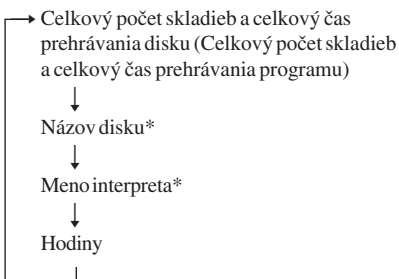 Celkový počet skladieb a celkový čas
prehrávania disku (Celkový počet skladieb
a celkový čas prehrávania programu)
Názov disku*
Meno interpreta*
Hodiny